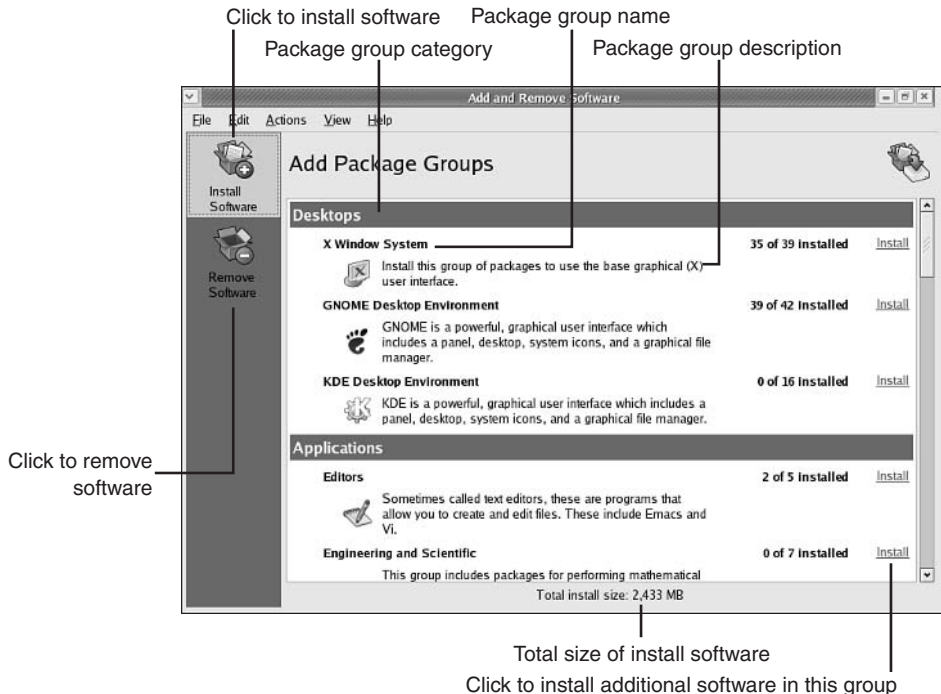 Click to install software
Package group name
Package group category
Package group description
Add and Remove Software
File Edit Actions View Help
Install
Software
Add Package Groups
Remove
Software
Desktops
X Window System
35 of 39 installed
Install
Install this group of packages to use the base graphical (X)
user interface.
GNOME Desktop Environment
39 of 42 installed
Install
GNOME is a powerful, graphical user interface which
includes a panel, desktop, system icons, and a graphical file
manager.
KDE Desktop Environment
0 of 16 installed
Install
KDE is a powerful, graphical user interface which includes a
panel, desktop, system icons, and a graphical file manager.
Applications
Editors
2 of 5 installed
Install
Sometimes called text editors, these are programs that
allow you to create and edit files. These include Emacs and
Vi.
Engineering and Scientific
0 of 7 installed
Install
This group includes packages for performing mathematical
Total install size: 2,433 MB
Click to remove
software
Total size of install software
Click to install additional software in this group